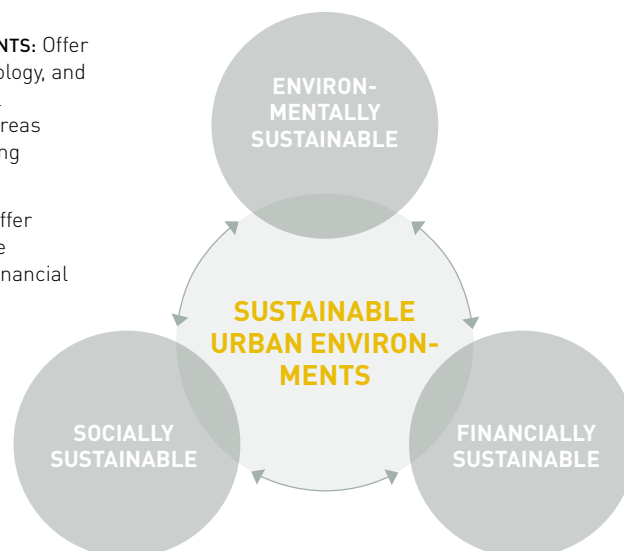 NTS: Offer
ology, and
reas
ng
ffer
e
nancial
ENVIRON-
MENTALLY
SUSTAINABLE
SUSTAINABLE
URBAN ENVIRON-
MENTS
SOCIALLY
SUSTAINABLE
FINANCIALLY
SUSTAINABLE